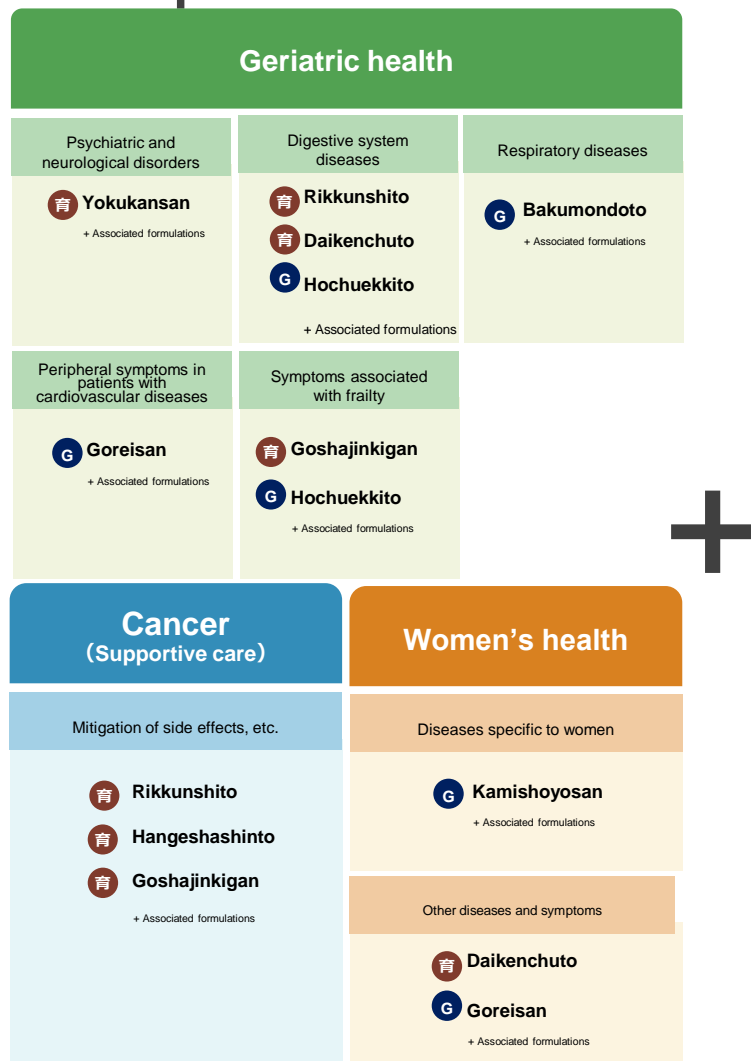 Geriatric health
Psychiatric and
neurological disorders
育 Yokukansan
+ Associated formulations
Digestive system
diseases
育 Rikkunshito
育 Daikenchuto
G Hochuekkito
+ Associated formulations
Respiratory diseases
G Bakumondoto
+ Associated formulations
Peripheral symptoms in
patients with
cardiovascular diseases
G Goreisan
+ Associated formulations
Symptoms associated
with frailty
育 Goshajinkigan
G Hochuekkito
+ Associated formulations
+
Cancer
（Supportive care）
Mitigation of side effects, etc.
育 Rikkunshito
育 Hangeshashinto
育 Goshajinkigan
+ Associated formulations
Women's health
Diseases specific to women
G Kamishoyosan
+ Associated formulations
Other diseases and symptoms
育 Daikenchuto
G Goreisan
+ Associated formulations